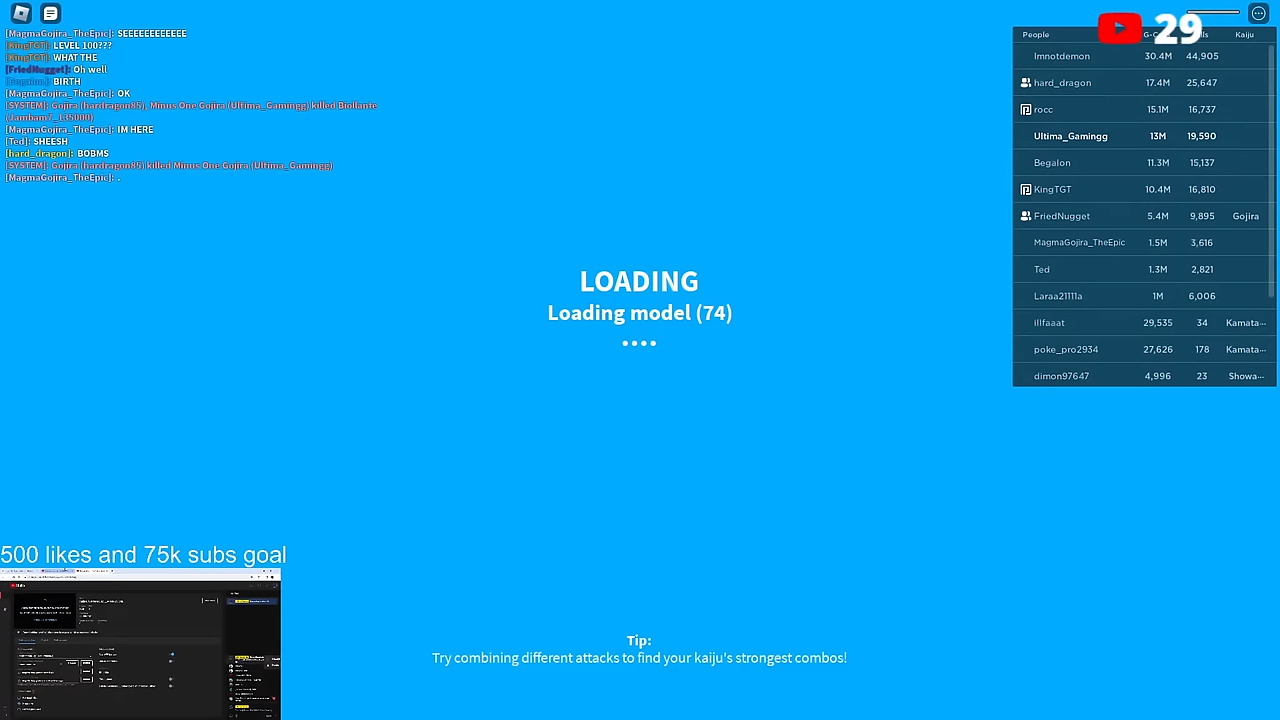 [MagmaGojira_TheEpic]: SEEEEEEEEEEE
[KingTGT]: LEVEL 100???
[KingTGT]: WHAT THE
[FriedNugget]: Oh well
[Begalon]: BIRTH
[MagmaGojira_TheEpic]: OK
[SYSTEM]: Gojira (hardragon85), Minus One Gojira (Ultima_Gamingg) killed Biollante
(Jambam7_135000)
[MagmaGojira_TheEpic]: IM HERE
[Ted]: SHEESH
[hard_dragon]: BOBMS
[SYSTEM]: Gojira (hardragon85) killed Minus One Gojira (Ultima_Gamingg)
[MagmaGojira_TheEpic]: .
29
People Kaiju
Imnotdemon 30.4M 44,905
hard_dragon 17.4M 25,647
rocc 15.1M 16,737
Ultima_Gamingg 13M 19,590
Begalon 11.3M 15,137
KingTGT 10.4M 16,810
FriedNugget 5.4M 9,895 Gojira
MagmaGojira_TheEpic 1.5M 3,616
Ted 1.3M 2,821
Laraa21111a 1M 6,006
illfaaat 29,535 34 Kamata...
poke_pro2934 27,626 178 Kamata...
dimon97647 4,996 23 Showa...
LOADING
Loading model (74)
500 likes and 75k subs goal
Tip:
Try combining different attacks to find your kaiju's strongest combos!